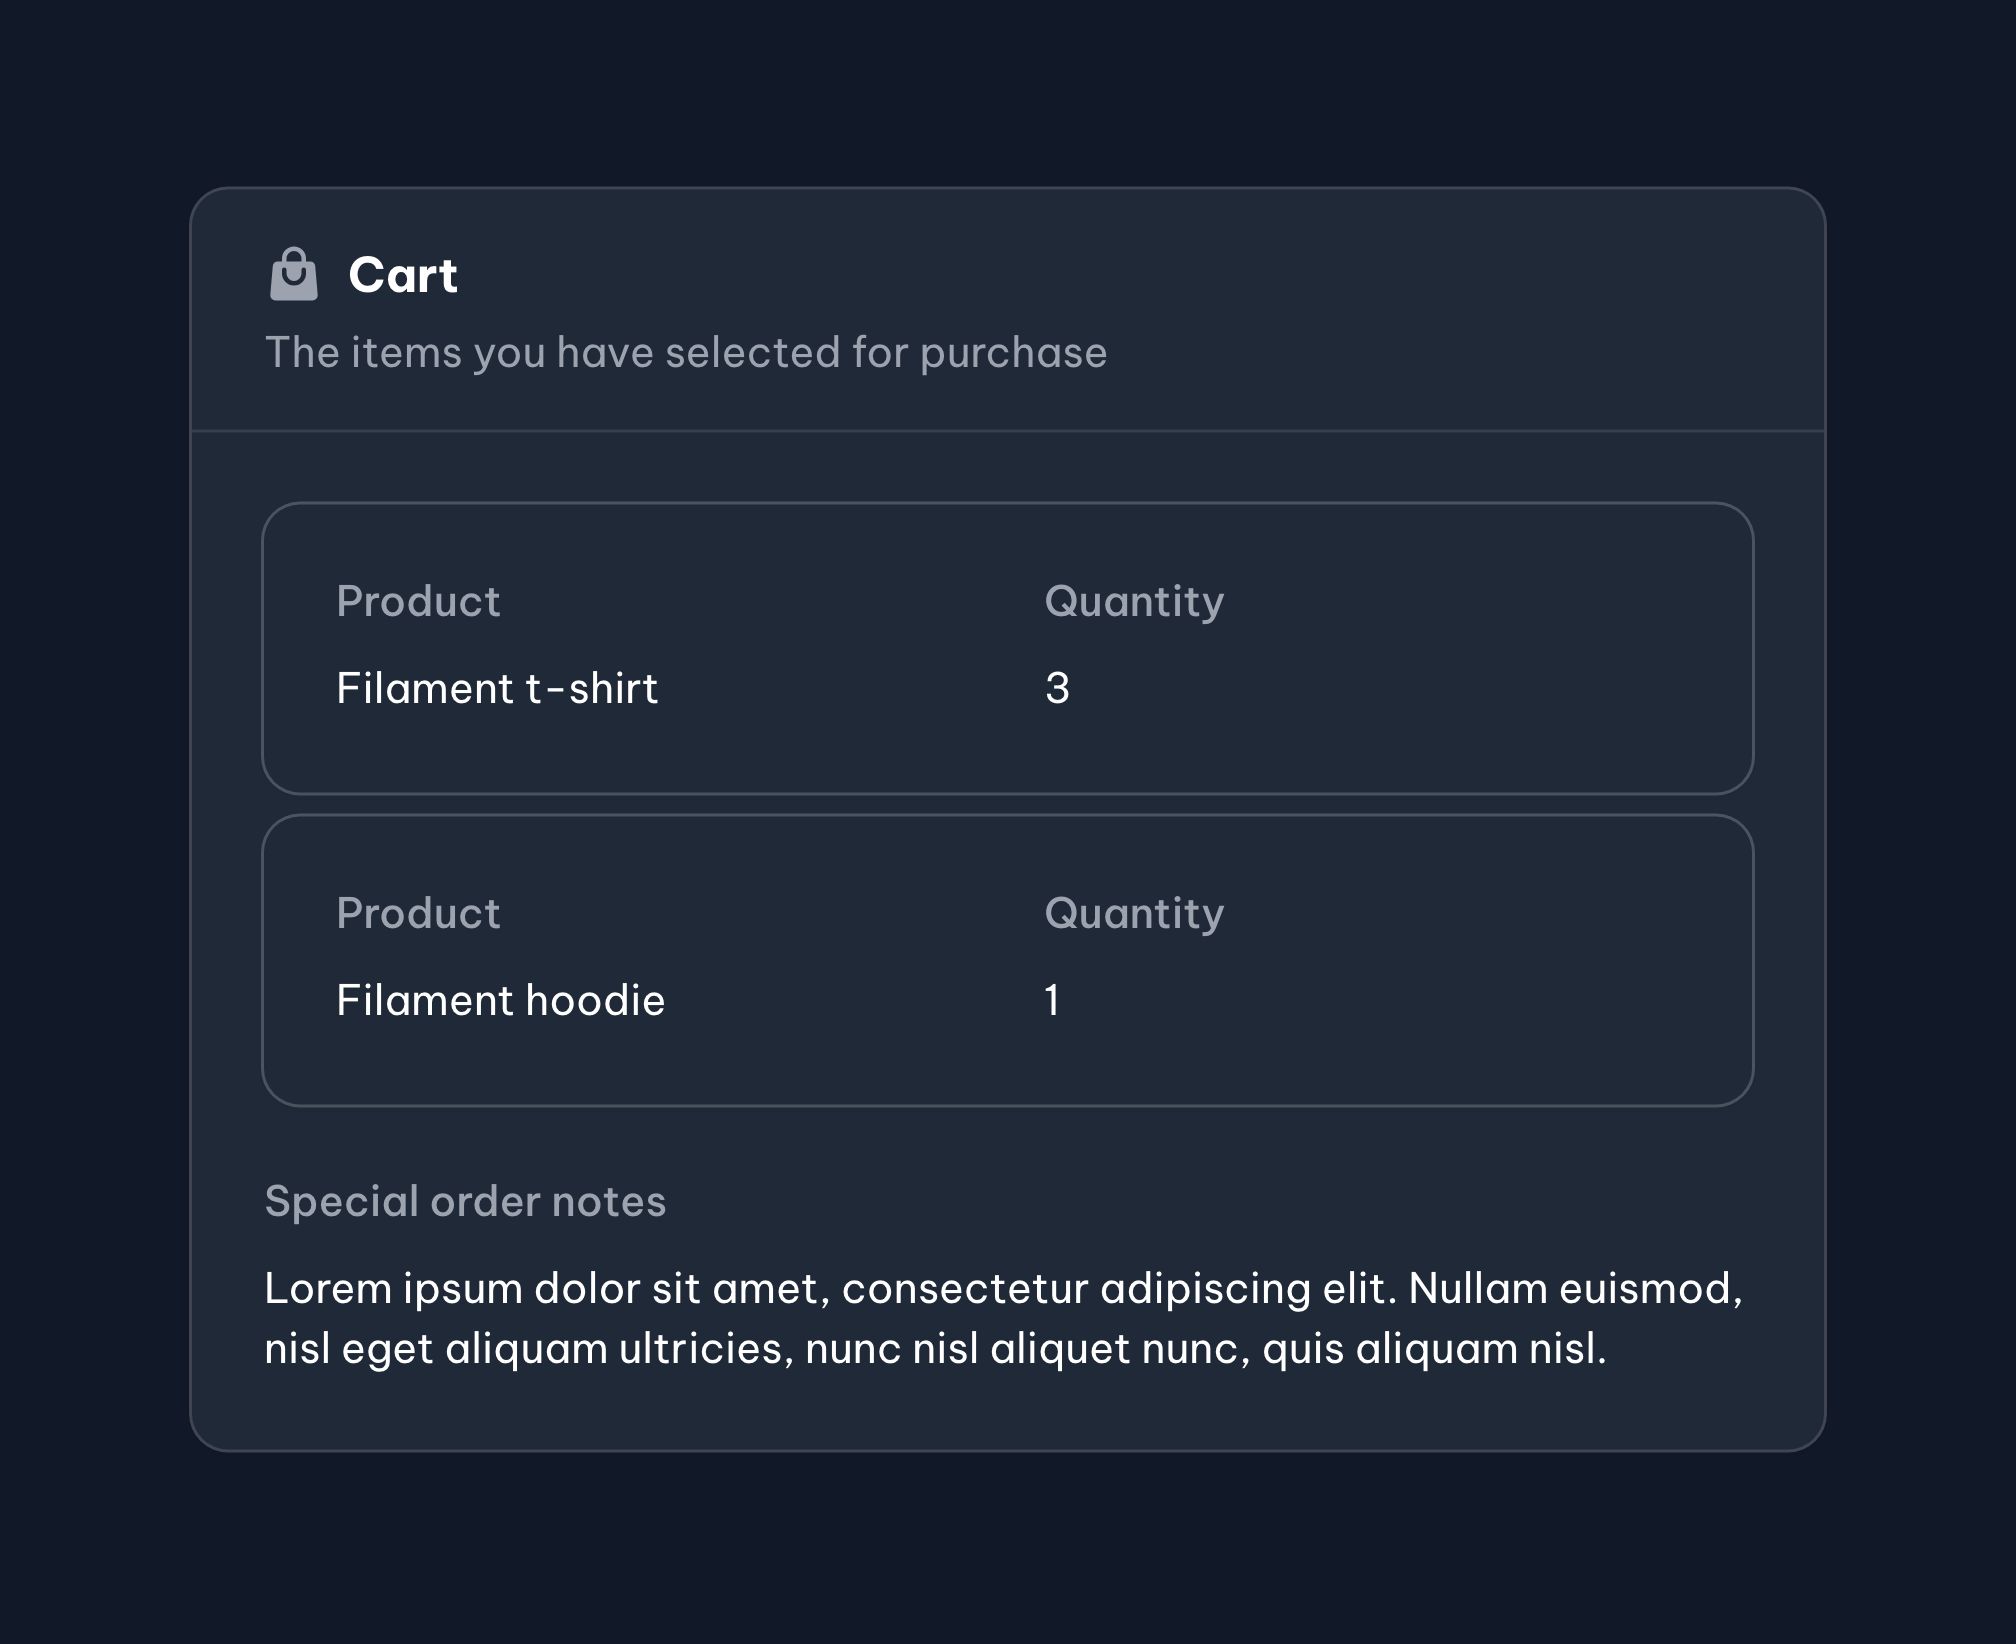 Cart
The items you have selected for purchase
Product Quantity
Filament t-shirt 3
Product Quantity
Filament hoodie 1
Special order notes
Lorem ipsum dolor sit amet, consectetur adipiscing elit. Nullam euismod,
nisl eget aliquam ultricies, nunc nisl aliquet nunc, quis aliquam nisl.